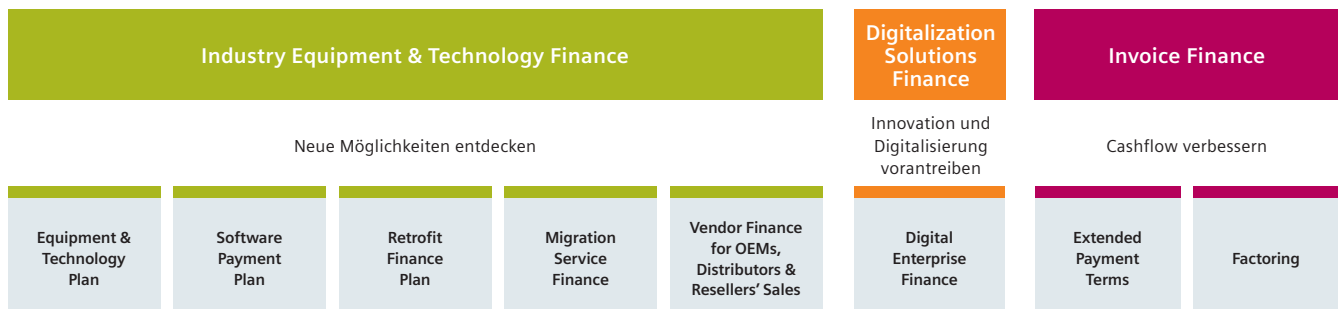 Industry Equipment & Technology Finance
Digitalization
Solutions
Finance
Invoice Finance
Neue Möglichkeiten entdecken
Innovation und
Digitalisierung
vorantreiben
Cashflow verbessern
Equipment &
Technology
Plan
Software
Payment
Plan
Retrofit
Finance
Plan
Migration
Service
Finance
Vendor Finance
for OEMs,
Distributors &
Resellers’ Sales
Digital
Enterprise
Finance
Extended
Payment
Terms
Factoring